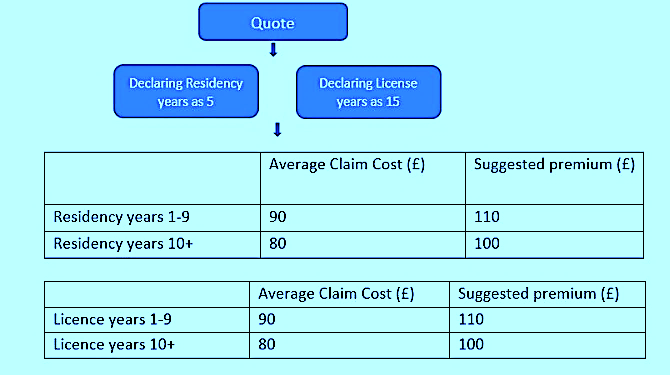 Quote
Declaring Residency
years as 5
Declaring License
years as 15
Average Claim Cost (£) Suggested premium (£)
Residency years 1-9 90 110
Residency years 10+ 80 100
Average Claim Cost (£) Suggested premium (£)
Licence years 1-9 90 110
Licence years 10+ 80 100